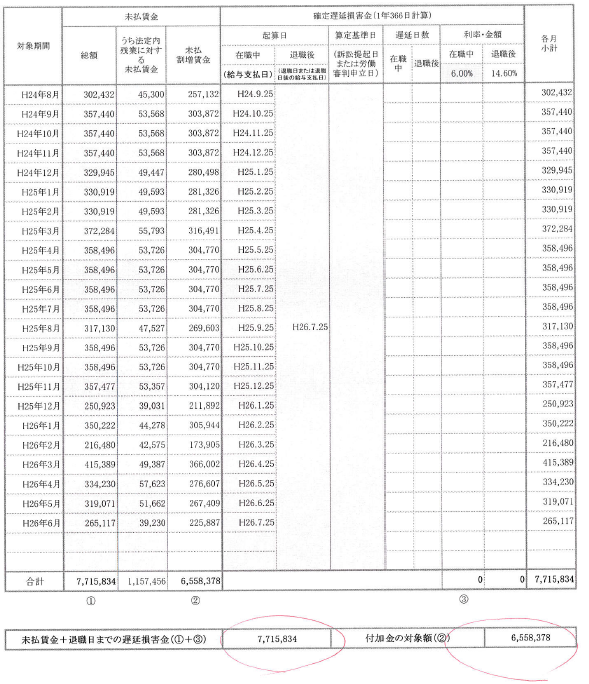 未払賃金 確定遅延損害金(1年366日計算)
対象期間 総額 うち法定内残業に対する未払賃金 未払割増賃金 起算日 算定基準日 遅延日数 利率・金額 各月小計
在職中 退職後 (訴訟提起日または労働審判申立日) 在職中 退職後 在職中 退職後
(給与支払日) (退職日または退職日後の給与支払日) 6.00% 14.60%
H24年8月 302,432 45,300 257,132 H24.9.25 302,432
H24年9月 357,440 53,568 303,872 H24.10.25 357,440
H24年10月 357,440 53,568 303,872 H24.11.25 357,440
H24年11月 357,440 53,568 303,872 H24.12.25 357,440
H24年12月 329,945 49,447 280,498 H25.1.25 329,945
H25年1月 330,919 49,593 281,326 H25.2.25 330,919
H25年2月 330,919 49,593 281,326 H25.3.25 330,919
H25年3月 372,284 55,793 316,491 H25.4.25 372,284
H25年4月 358,496 53,726 304,770 H25.5.25 358,496
H25年5月 358,496 53,726 304,770 H25.6.25 358,496
H25年6月 358,496 53,726 304,770 H25.7.25 358,496
H25年7月 358,496 53,726 304,770 H25.8.25 358,496
H25年8月 317,130 47,527 269,603 H25.9.25 H26.7.25 317,130
H25年9月 358,496 53,726 304,770 H25.10.25 358,496
H25年10月 358,496 53,726 304,770 H25.11.25 358,496
H25年11月 357,477 53,357 304,120 H25.12.25 357,477
H25年12月 250,923 39,031 211,892 H26.1.25 250,923
H26年1月 350,222 44,278 305,944 H26.2.25 350,222
H26年2月 216,480 42,575 173,905 H26.3.25 216,480
H26年3月 415,389 49,387 366,002 H26.4.25 415,389
H26年4月 334,230 57,623 276,607 H26.5.25 334,230
H26年5月 319,071 51,662 267,409 H26.6.25 319,071
H26年6月 265,117 39,230 225,887 H26.7.25 265,117
合計 7,715,834 1,157,456 6,558,378 0 0 7,715,834
① ② ③
未払賃金+退職日までの遅延損害金(①+③) 7,715,834 付加金の対象額(②) 6,558,378